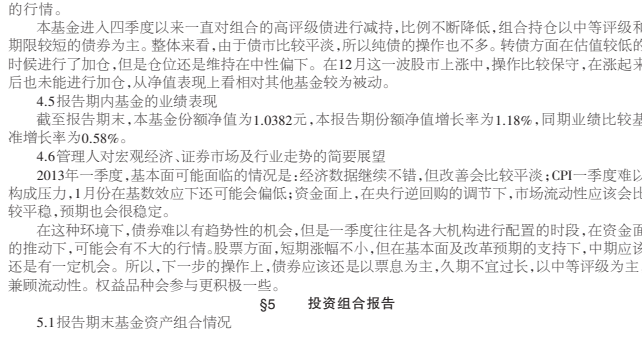 的行情。
本基金进入四季度以来一直对组合的高评级债进行减持,比例不断降低,组合持仓以中等评级和
期限较短的债券为主。整体来看,由于债市比较平淡,所以纯债的操作也不多。转债方面在估值较低的
时候进行了加仓,但是仓位还是维持在中性偏下。在12月这一波股市上涨中,操作比较保守,在涨起来
后也未能进行加仓,从净值表现上看相对其他基金较为被动。
4.5报告期内基金的业绩表现
截至报告期末,本基金份额净值为1.0382元,本报告期份额净值增长率为1.18%,同期业绩比较基
准增长率为0.58%。
4.6管理人对宏观经济、证券市场及行业走势的简要展望
2013年一季度,基本面可能面临的情况是:经济数据继续不错,但改善会比较平淡;CPI一季度难以
构成压力,1月份在基数效应下还可能会偏低;资金面上,在央行逆回购的调节下,市场流动性应该会比
较平稳,预期也会很稳定。
在这种环境下,债券难以有趋势性的机会,但是一季度往往是各大机构进行配置的时段,在资金面
的推动下,可能会有不大的行情。股票方面,短期涨幅不小,但在基本面及改革预期的支持下,中期应该
还是有一定机会。所以,下一步的操作上,债券应该还是以票息为主,久期不宜过长,以中等评级为主,
兼顾流动性。权益品种会参与更积极一些。
§5 投资组合报告
5.1报告期末基金资产组合情况